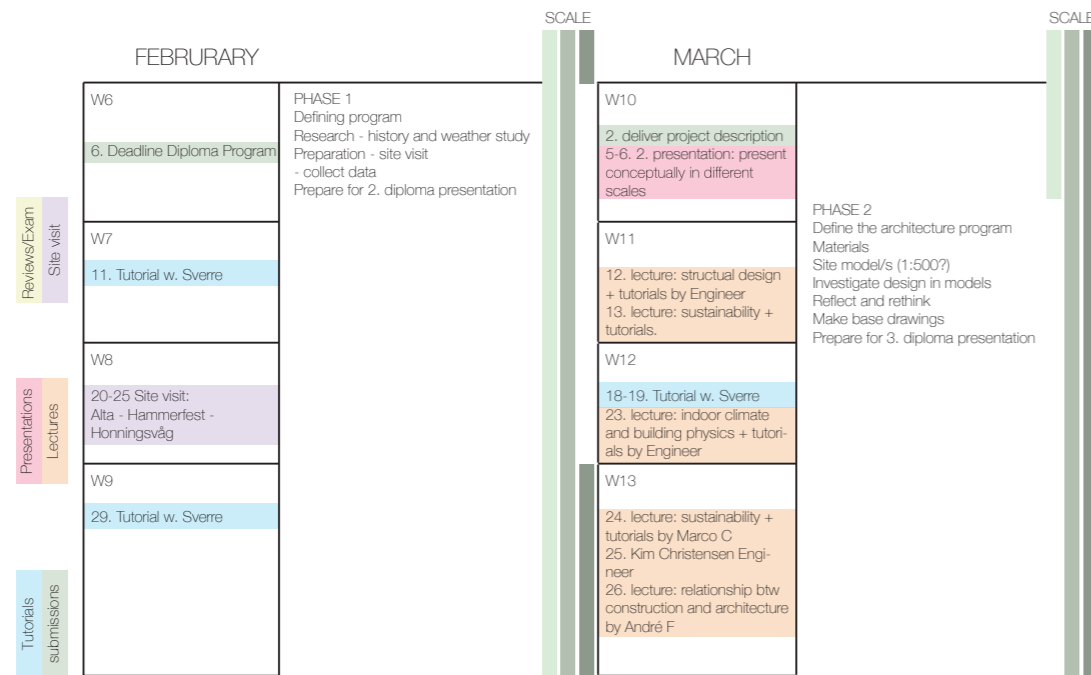 SCALE
SCALE
FEBRURARY
MARCH
Reviews/Exam
Site visit
Presentations
Lectures
Tutorials
submissions
W6
6. Deadline Diploma Program
W7
11. Tutorial w. Sverre
W8
20-25 Site visit:
Alta - Hammerfest -
Honningsvåg
W9
29. Tutorial w. Sverre
PHASE 1
Defining program
Research - history and weather study
Preparation - site visit
- collect data
Prepare for 2. diploma presentation
W10
2. deliver project description
5-6. 2. presentation: present
conceptually in different
scales
W11
12. lecture: structual design
+ tutorials by Engineer
13. lecture: sustainability +
tutorials.
W12
18-19. Tutorial w. Sverre
23. lecture: indoor climate
and building physics + tutori-
als by Engineer
W13
24. lecture: sustainability +
tutorials by Marco C
25. Kim Christensen Engi-
neer
26. lecture: relationship btw
construction and architecture
by André F
PHASE 2
Define the architecture program
Materials
Site model/s (1:500?)
Investigate design in models
Reflect and rethink
Make base drawings
Prepare for 3. diploma presentation